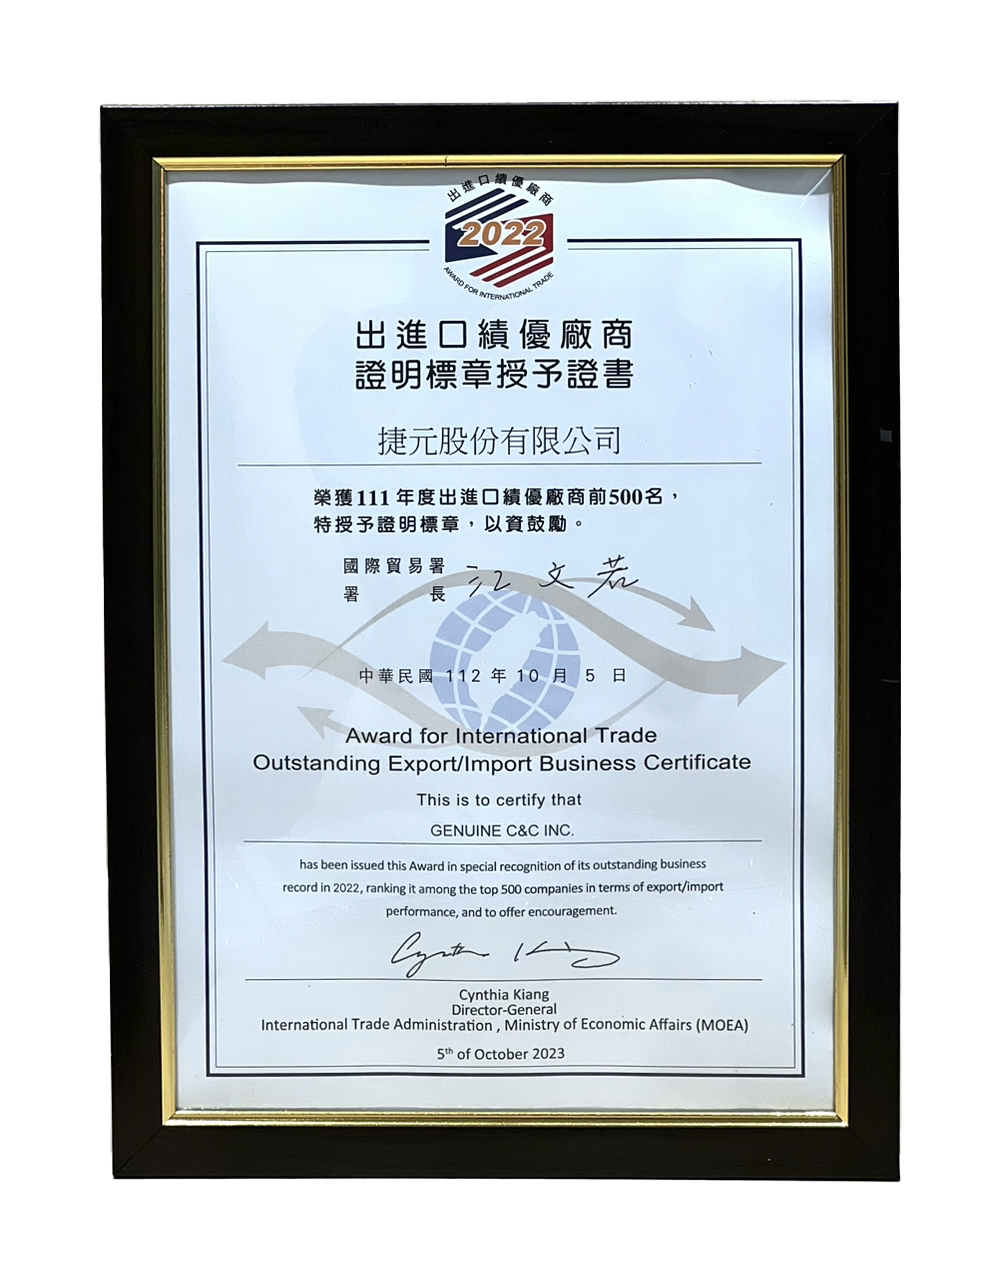 出進口績優廠商
2022
AWARD FOR INTERNATIONAL TRADE
出進口績優廠商
證明標章授予證書
捷元股份有限公司
榮獲111年度出進口績優廠商前500名，
特授予證明標章，以資鼓勵。
國際貿易署
署長 江文若
中華民國 112 年 10 月 5 日
Award for International Trade
Outstanding Export/Import Business Certificate
This is to certify that
GENUINE C&C INC.
has been issued this Award in special recognition of its outstanding business
record in 2022, ranking it among the top 500 companies in terms of export/import
performance, and to offer encouragement.
Cynthia Kiang
Cynthia Kiang
Director-General
International Trade Administration , Ministry of Economic Affairs (MOEA)
5th of October 2023